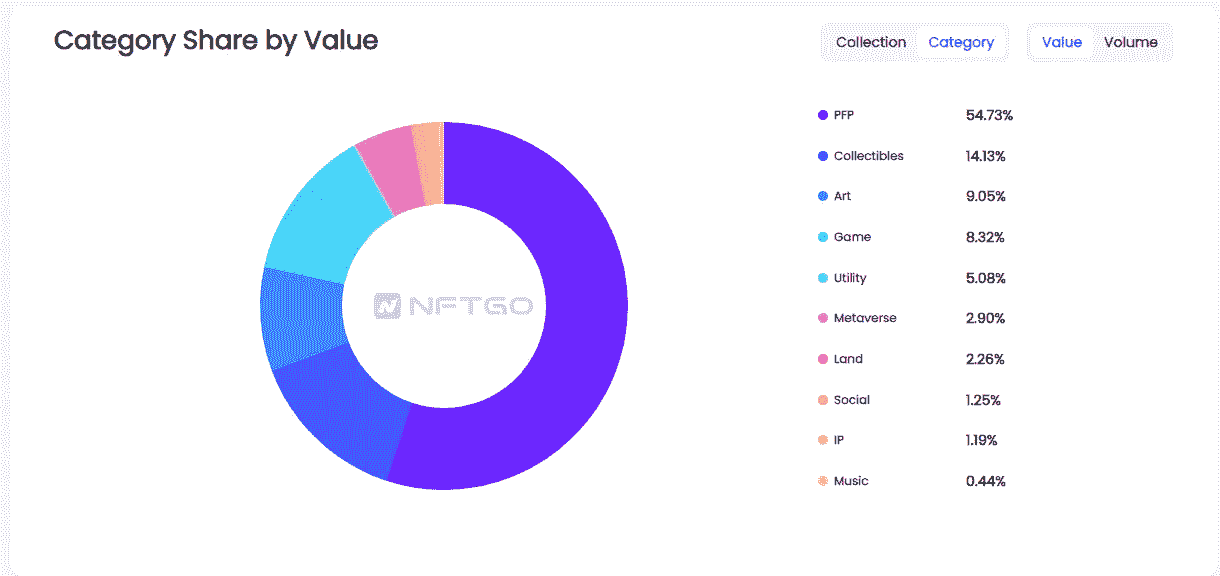 Category Share by Value
Collection Category Value Volume
PFP 54.73%
Collectibles 14.13%
Art 9.05%
Game 8.32%
Utility 5.08%
Metaverse 2.90%
Land 2.26%
Social 1.25%
IP 1.19%
Music 0.44%
NFTGO